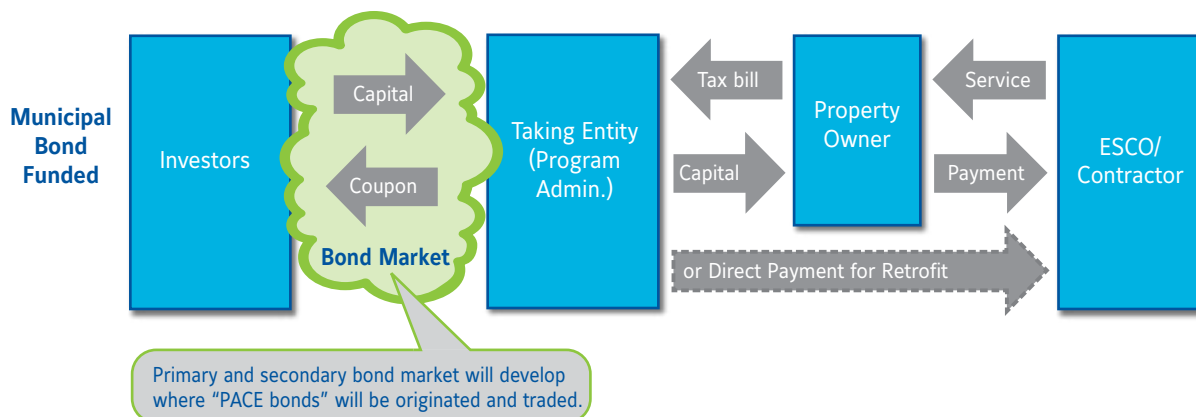 Municipal
Bond
Funded
Investors
Capital
Coupon
Bond Market
Taking Entity
(Program
Admin.)
Tax bill
Capital
Property
Owner
Service
Payment
ESCO/
Contractor
or Direct Payment for Retrofit
Primary and secondary bond market will develop
where “PACE bonds” will be originated and traded.